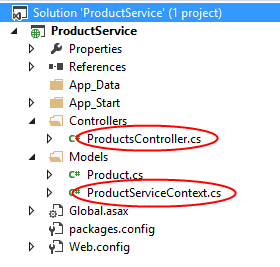 Solution 'ProductService' (1 project)
ProductService
Properties
References
App_Data
App_Start
Controllers
C# ProductsController.cs
Models
C# Product.cs
C# ProductServiceContext.cs
Global.asax
packages.config
Web.config